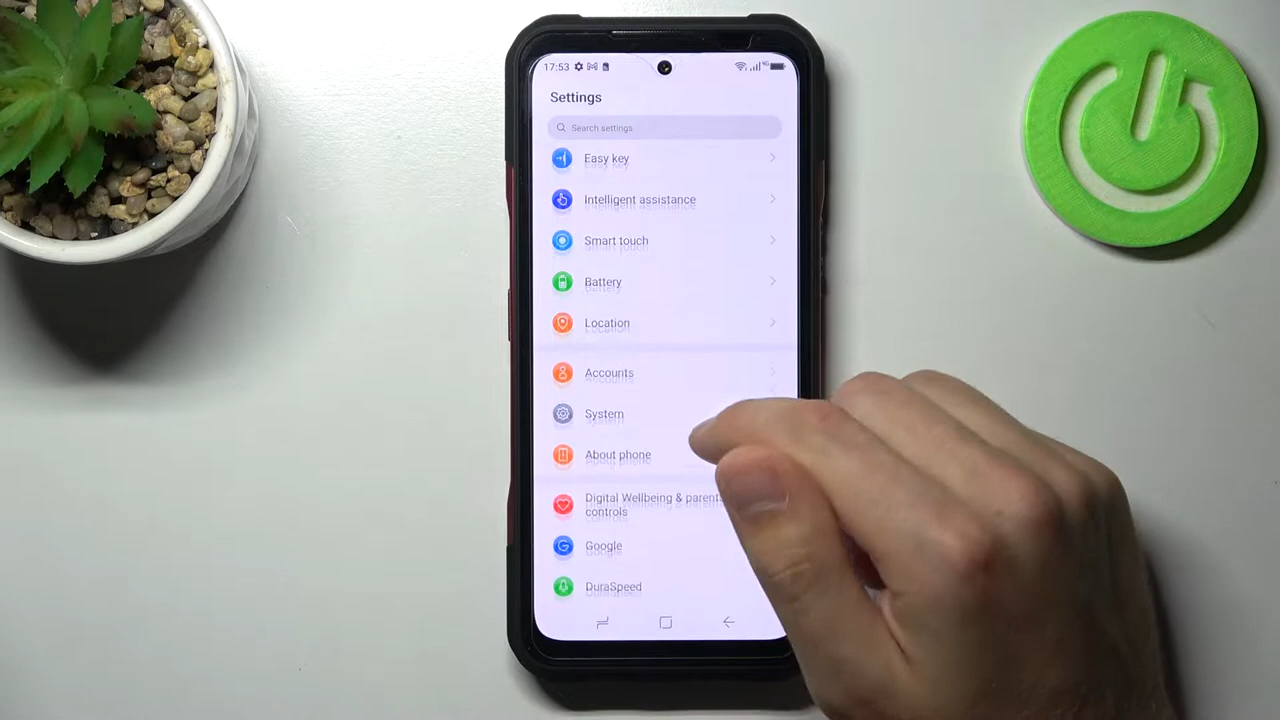 17:53
Settings
Search settings
Easy key
Intelligent assistance
Smart touch
Battery
Location
Accounts
System
About phone
Digital Wellbeing & parent
controls
Google
DuraSpeed